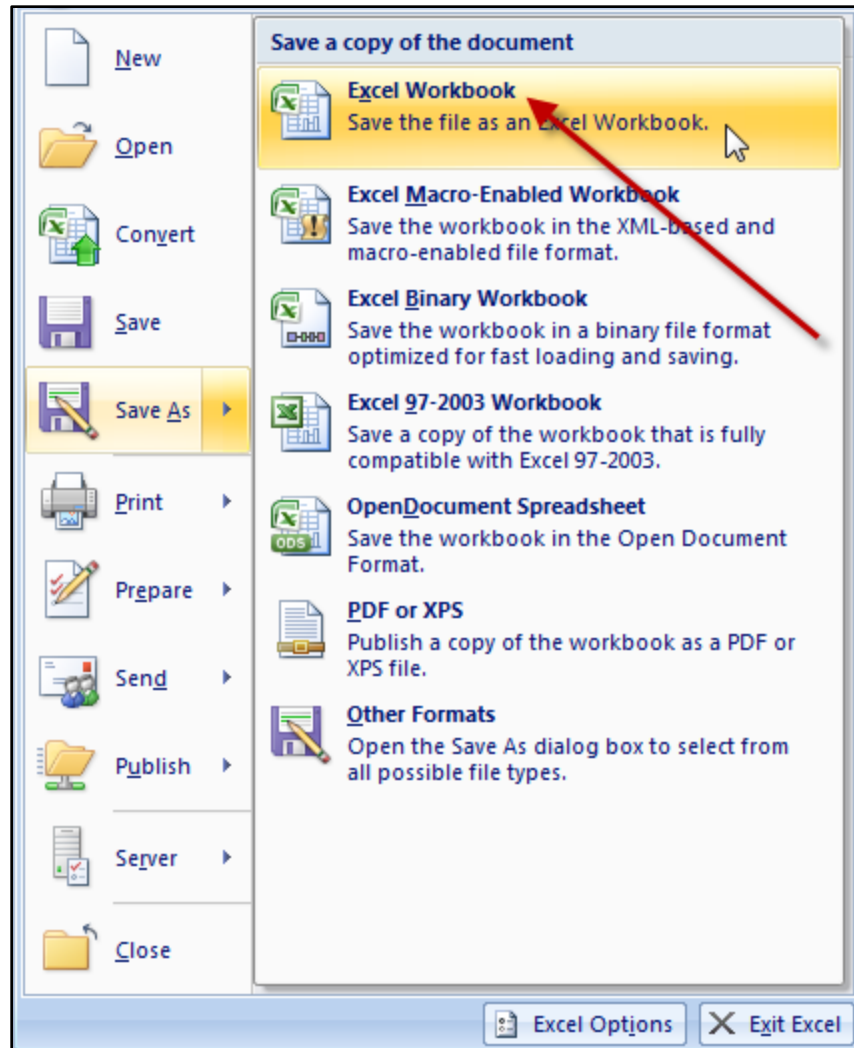 New
Open
Convert
Save
Save As
Print
Prepare
Send
Publish
Server
Close
Save a copy of the document
Excel Workbook
Save the file as an Excel Workbook.
Excel Macro-Enabled Workbook
Save the workbook in the XML-based and
macro-enabled file format.
Excel Binary Workbook
Save the workbook in a binary file format
optimized for fast loading and saving.
Excel 97-2003 Workbook
Save a copy of the workbook that is fully
compatible with Excel 97-2003.
OpenDocument Spreadsheet
Save the workbook in the Open Document
Format.
ODS
PDF or XPS
Publish a copy of the workbook as a PDF or
XPS file.
Other Formats
Open the Save As dialog box to select from
all possible file types.
Excel Options
Exit Excel